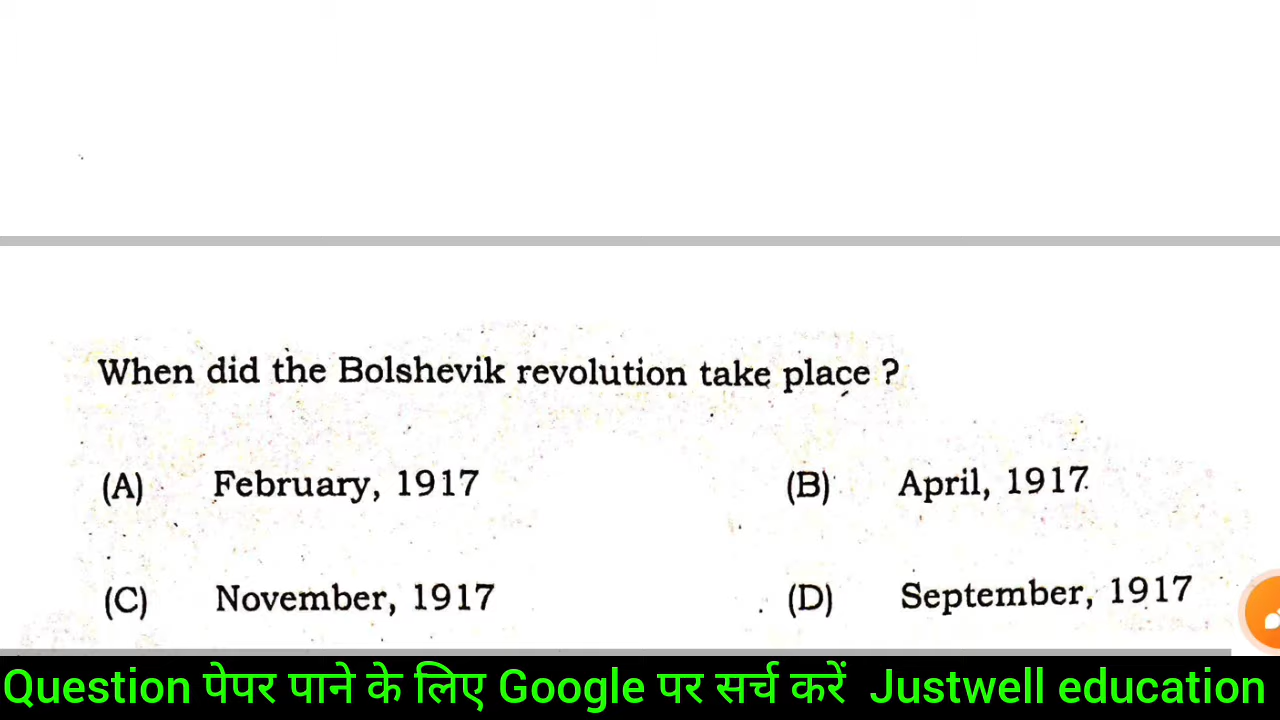 When did the Bolshevik revolution take place ?
(A) February, 1917 (B) April, 1917
(C) November, 1917 (D) September, 1917
Question पेपर पाने के लिए Google पर सर्च करें Justwell education